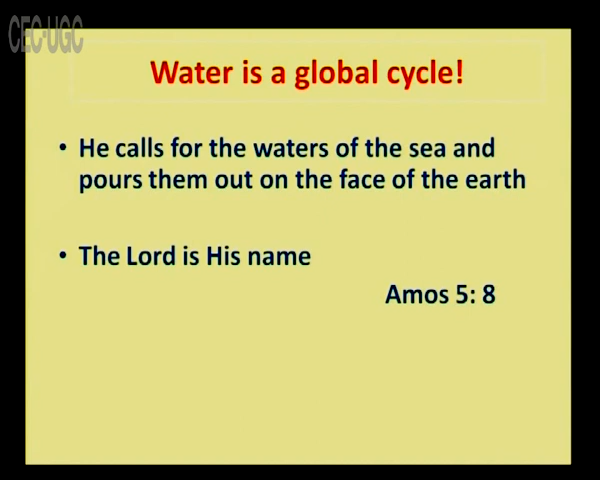 CEC-UGC
Water is a global cycle!
• He calls for the waters of the sea and
pours them out on the face of the earth
• The Lord is His name
Amos 5: 8